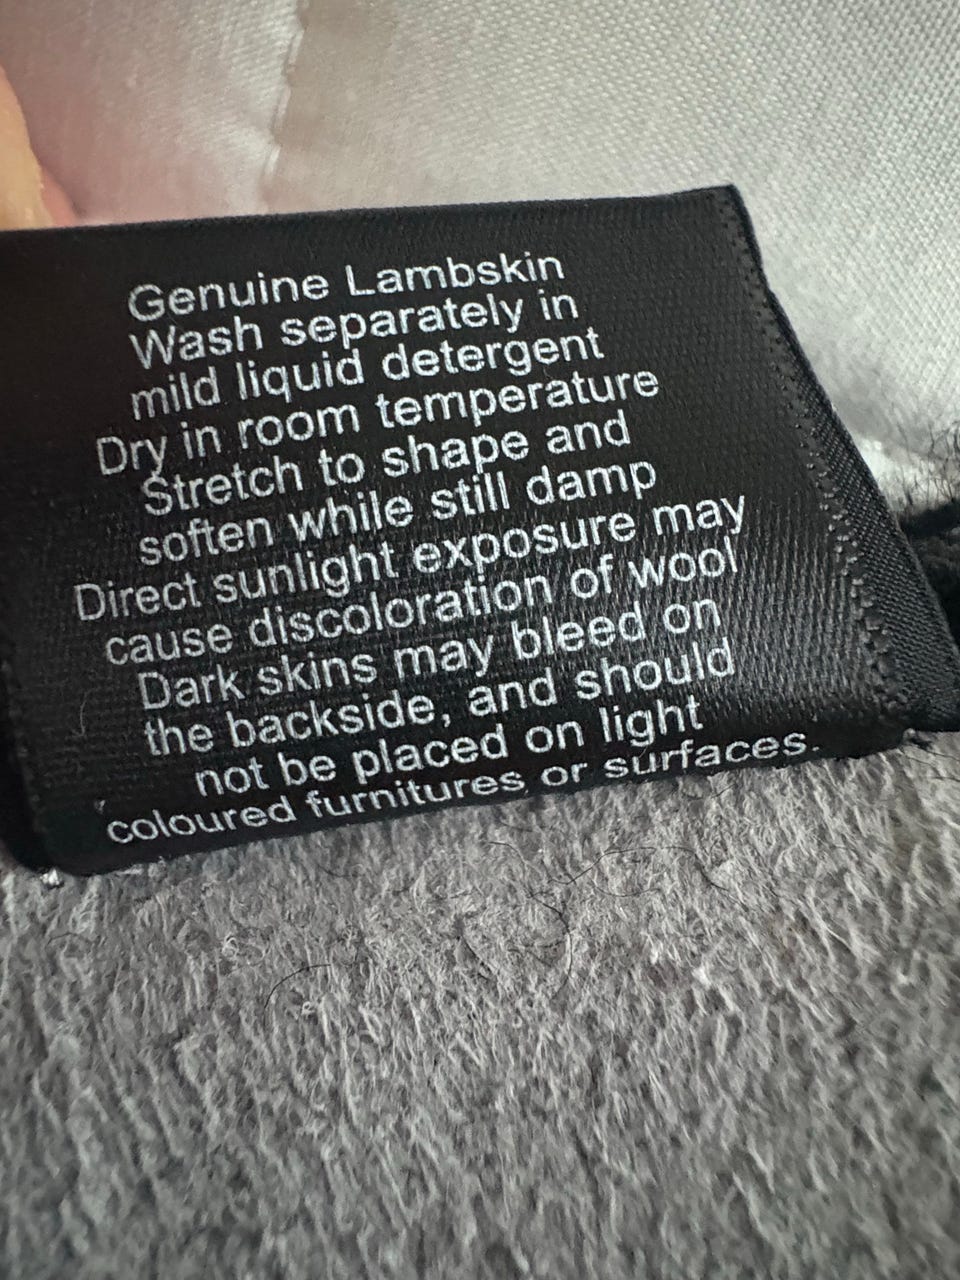 Genuine Lambskin
Wash separately in
mild liquid detergent
Dry in room temperature
Stretch to shape and
soften while still damp
Direct sunlight exposure may
cause discoloration of wool
Dark skins may bleed on
the backside, and should
not be placed on light
coloured furnitures or surfaces.